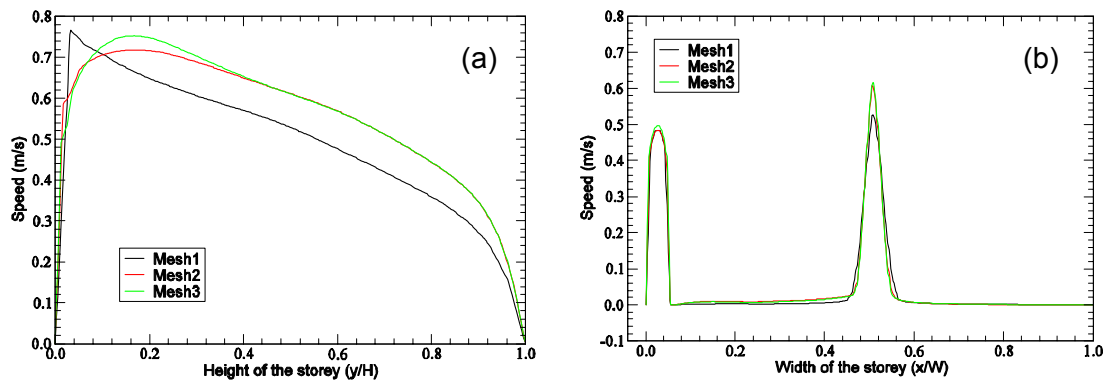 0.8
0.7
0.6
0.5
0.4
0.3
0.2
0.1
0.0
Speed (m/s)
(a)
Mesh1
Mesh2
Mesh3
0.0 0.2 0.4 0.6 0.8 1.0
Height of the storey (y/H)
0.8
0.7
0.6
0.5
0.4
0.3
0.2
0.1
0.0
-0.1
Speed (m/s)
Mesh1
Mesh2
Mesh3
(b)
0.0 0.2 0.4 0.6 0.8 1.0
Width of the storey (x/W)